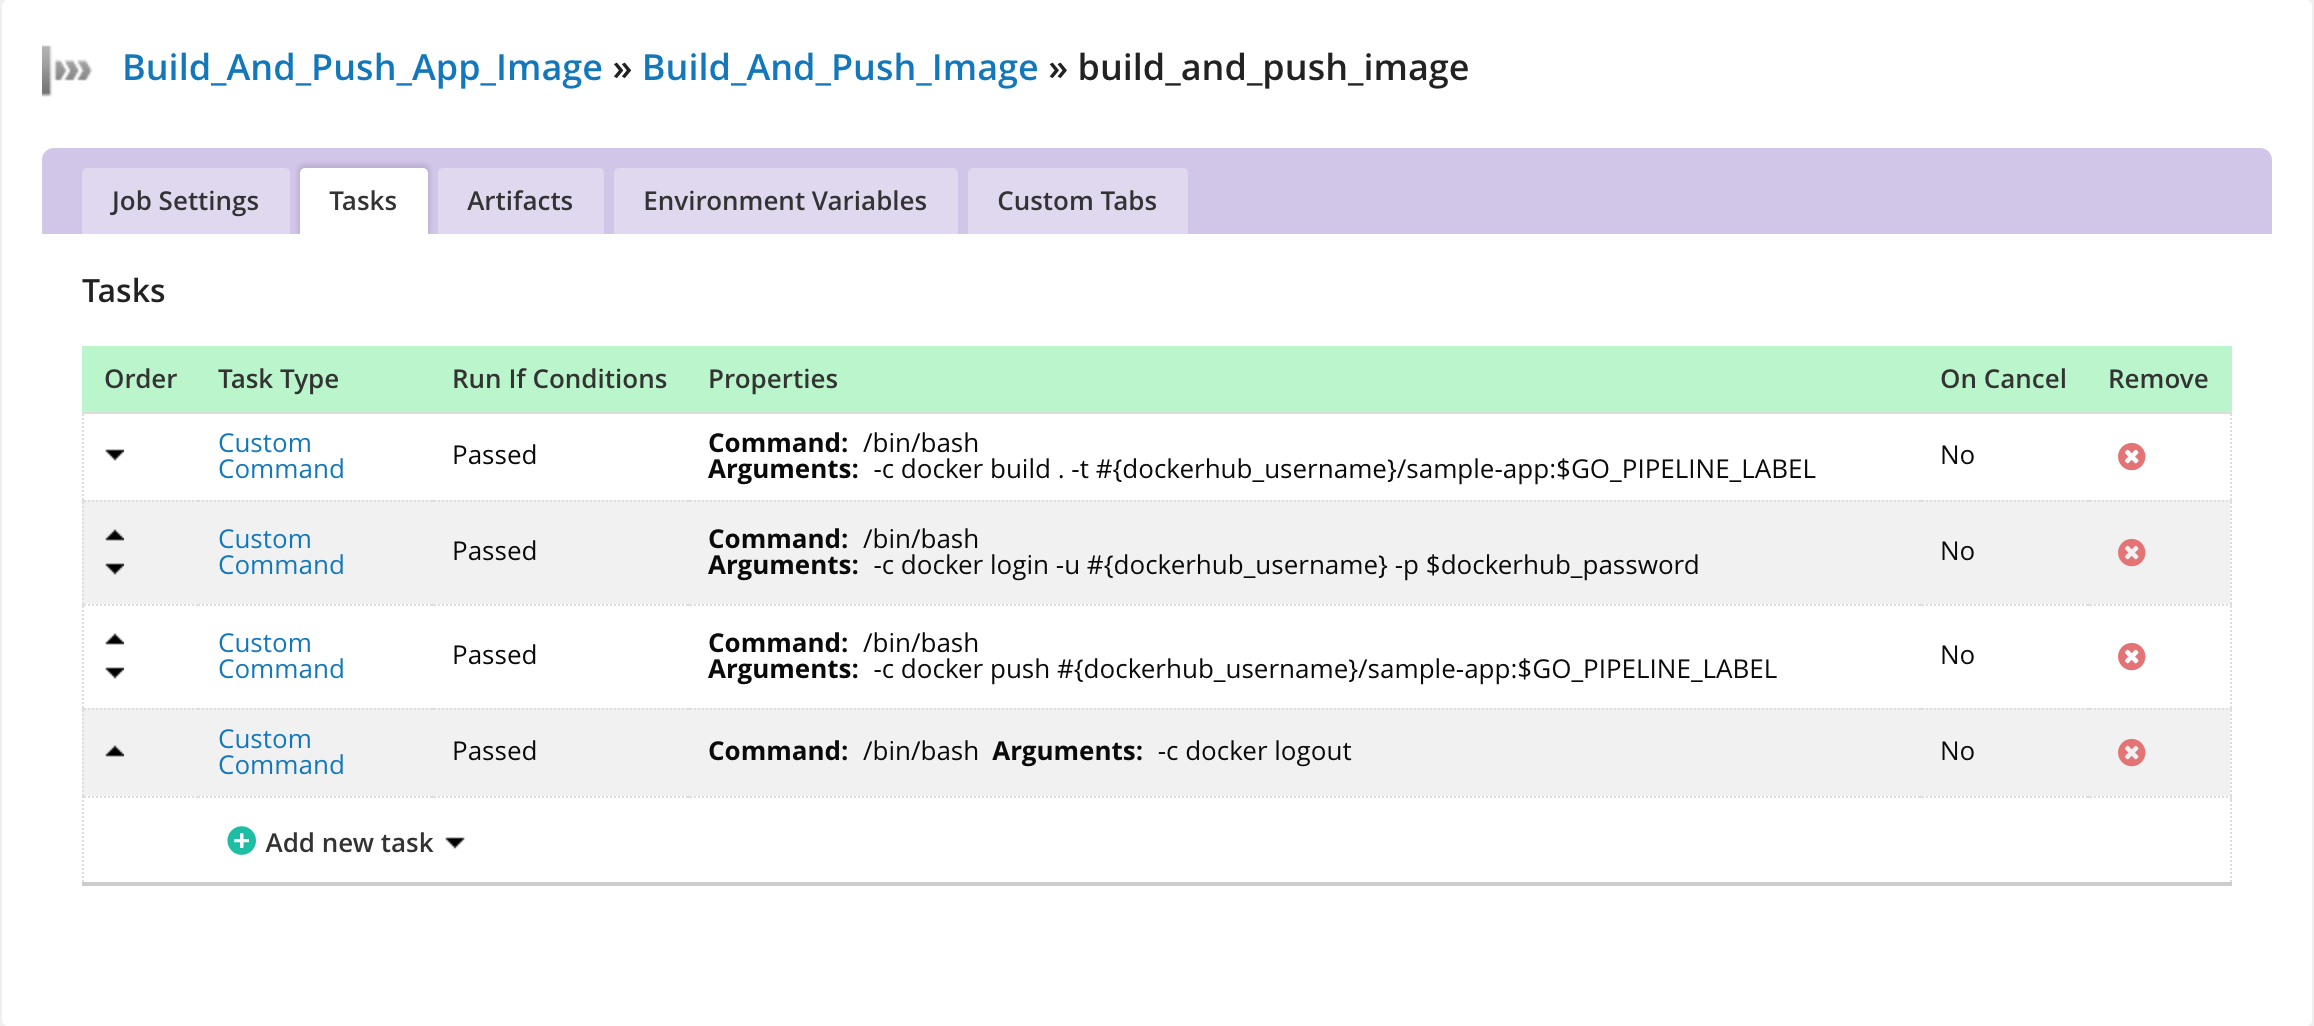 Build_And_Push_App_Image » Build_And_Push_Image » build_and_push_image
Job Settings Tasks Artifacts Environment Variables Custom Tabs
Tasks
Order Task Type Run If Conditions Properties On Cancel Remove
Custom Command Passed Command: /bin/bash
Arguments: -c docker build . -t #{dockerhub_username}/sample-app:$GO_PIPELINE_LABEL No
Custom Command Passed Command: /bin/bash
Arguments: -c docker login -u #{dockerhub_username} -p $dockerhub_password No
Custom Command Passed Command: /bin/bash
Arguments: -c docker push #{dockerhub_username}/sample-app:$GO_PIPELINE_LABEL No
Custom Command Passed Command: /bin/bash Arguments: -c docker logout No
Add new task